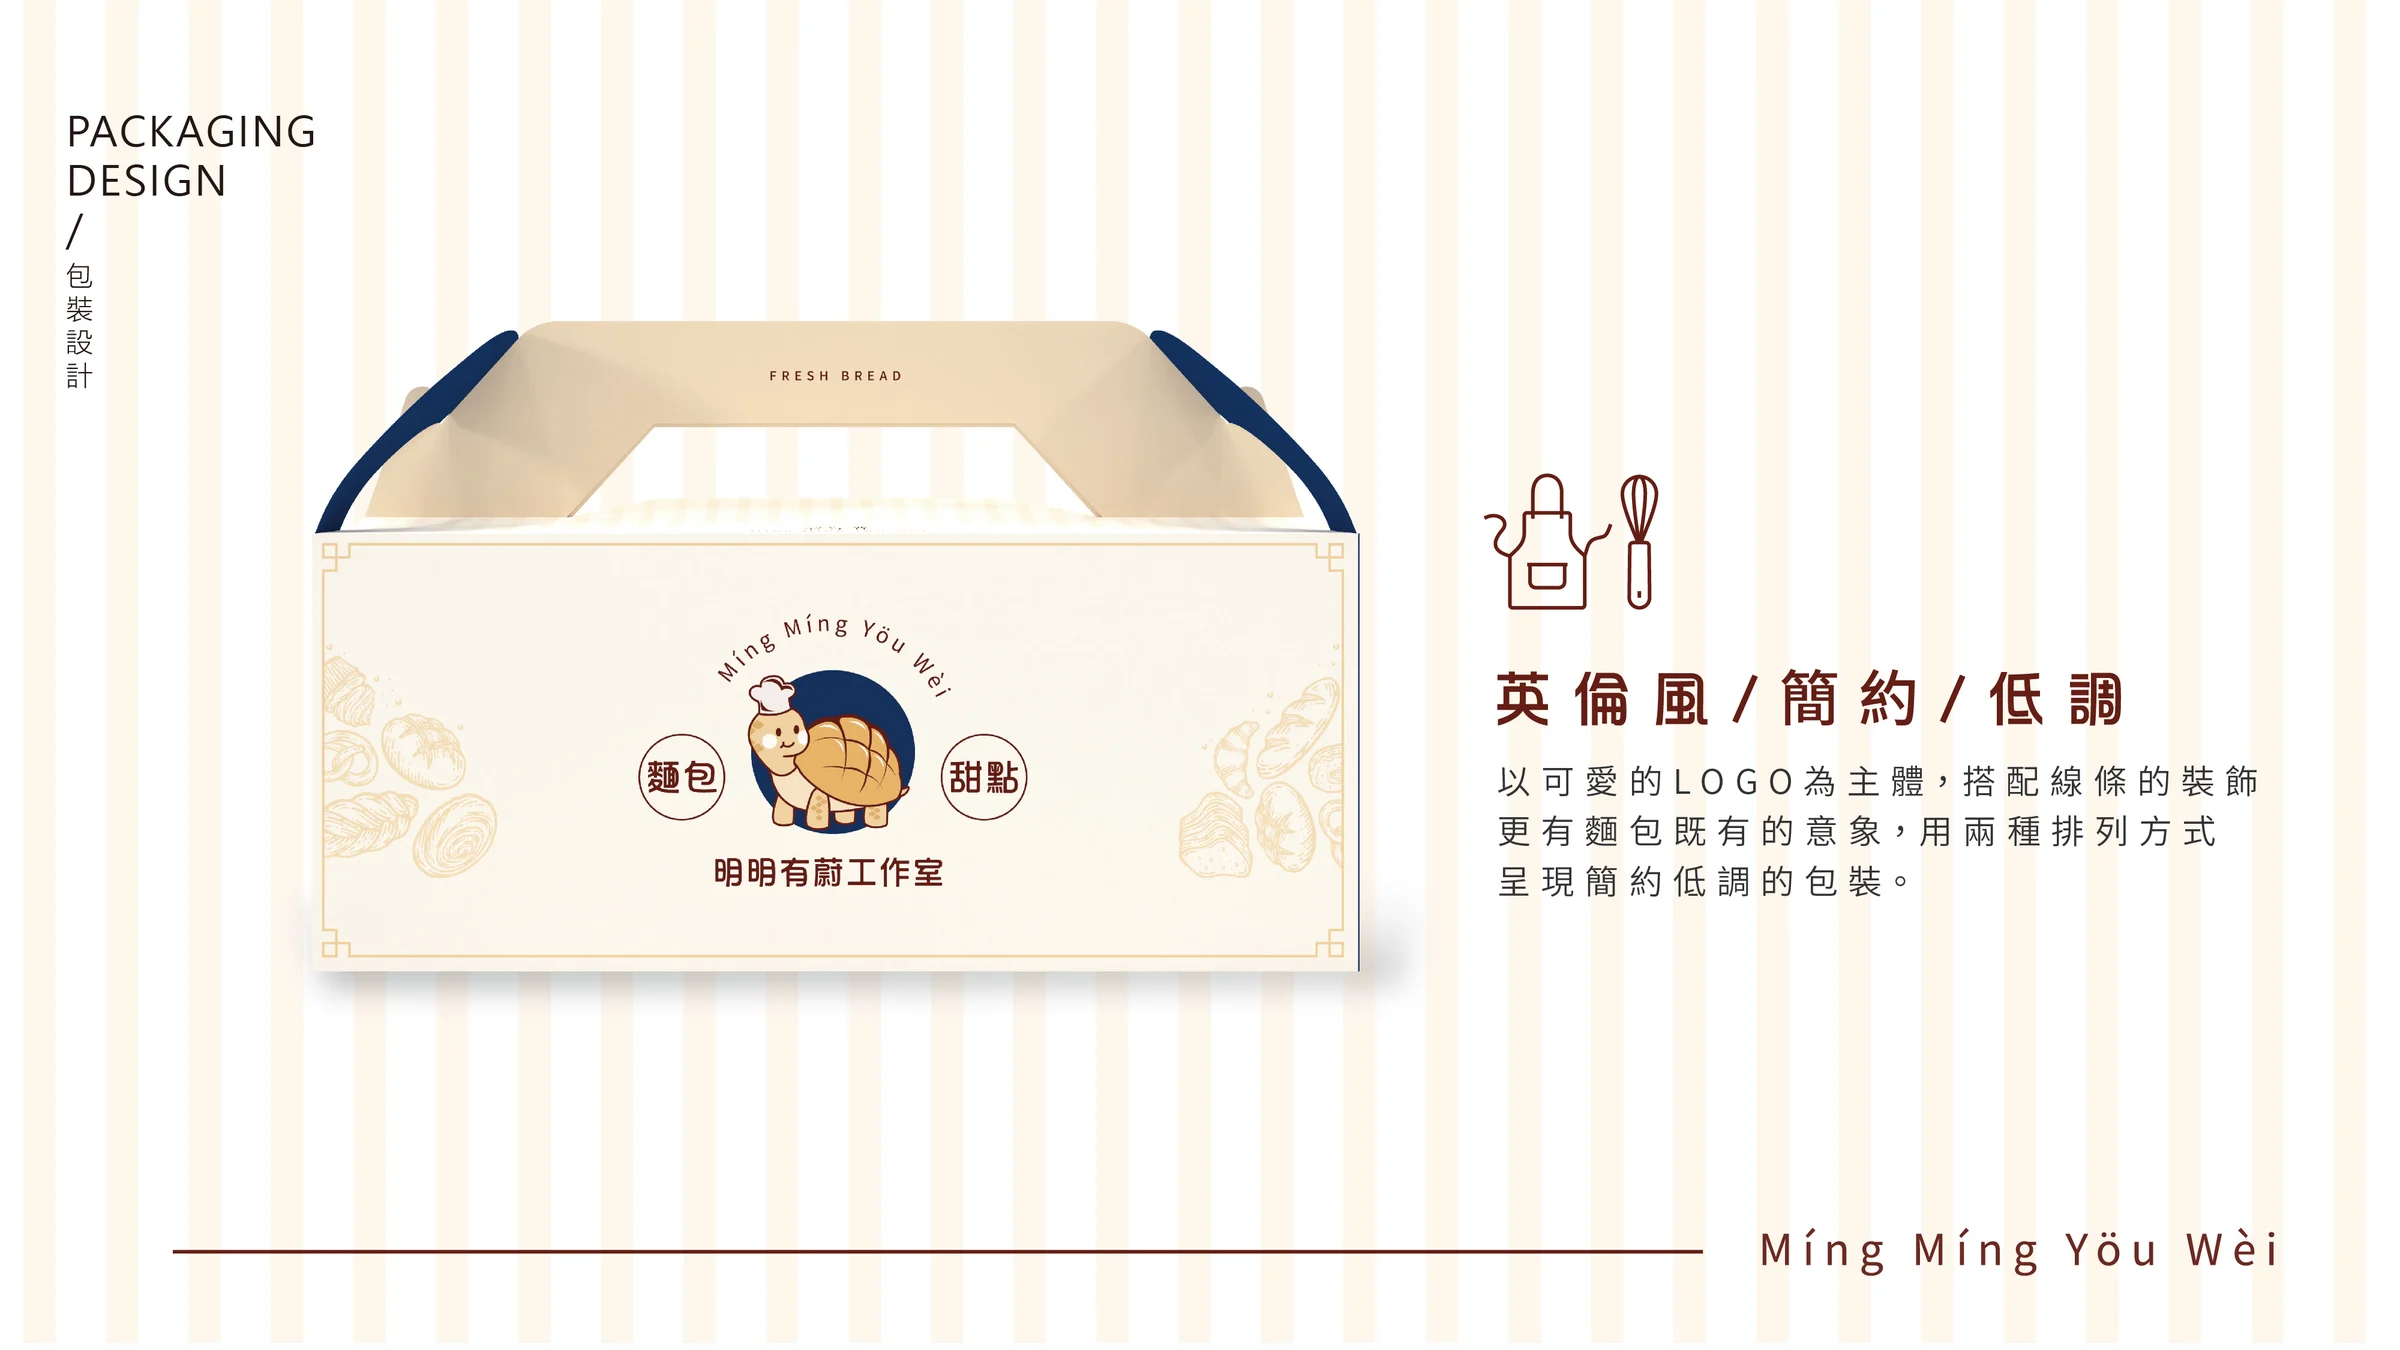 PACKAGING
DESIGN
/
包裝設計
FRESH BREAD
Míng Míng Yöu Wèi
麵包
甜點
明明有蔚工作室
英倫風/簡約/低調
以可愛的LOGO為主體，搭配線條的裝飾
更有麵包既有的意象，用兩種排列方式
呈現簡約低調的包裝。
Míng Míng Yöu Wèi